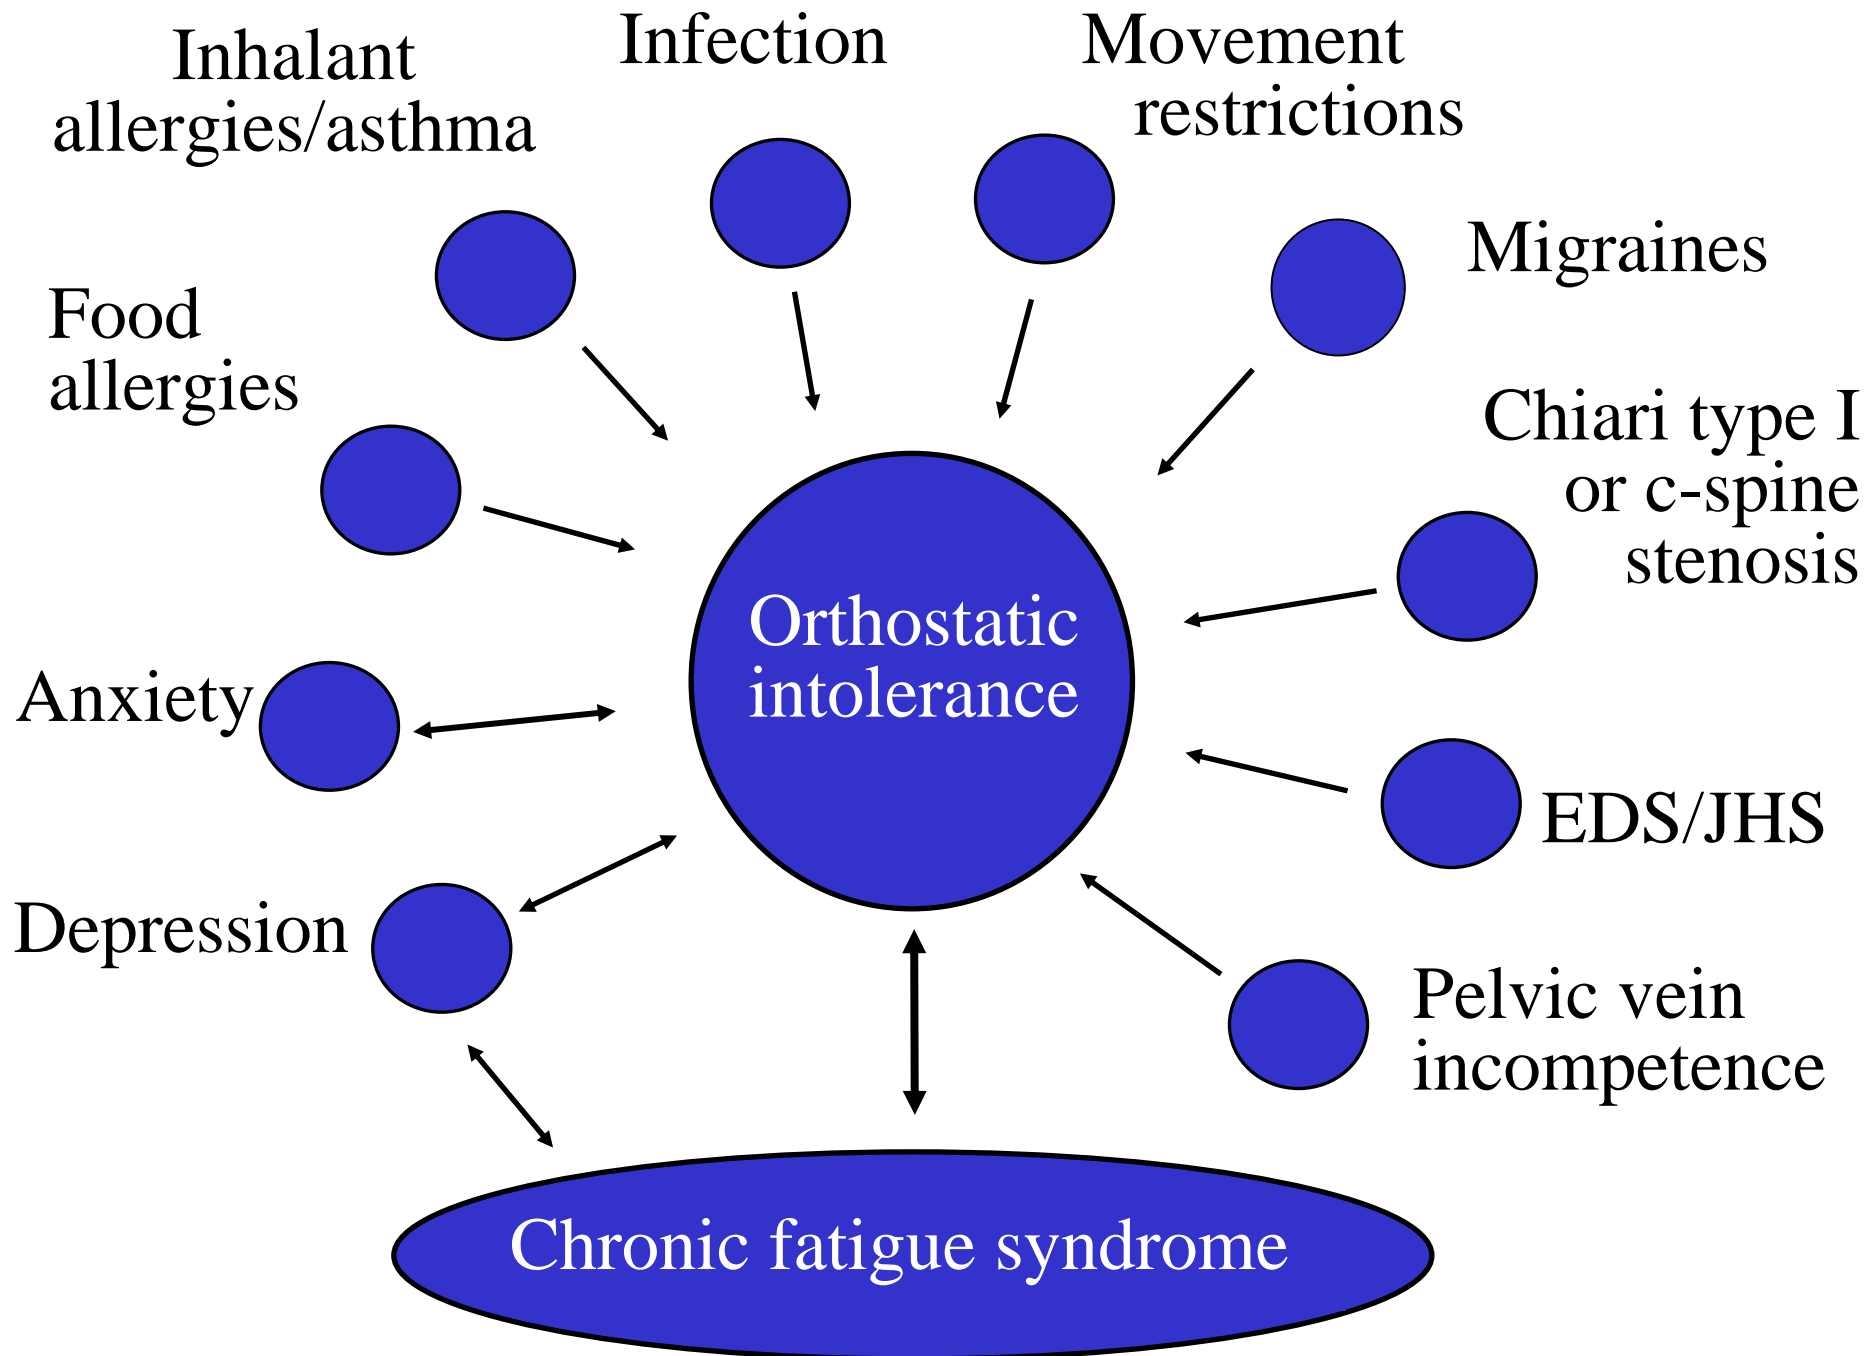 Inhalant
allergies/asthma
Infection
Movement
restrictions
Migraines
Food
allergies
Chiari type I
or c-spine
stenosis
Orthostatic
intolerance
Anxiety
EDS/JHS
Depression
Pelvic vein
incompetence
Chronic fatigue syndrome